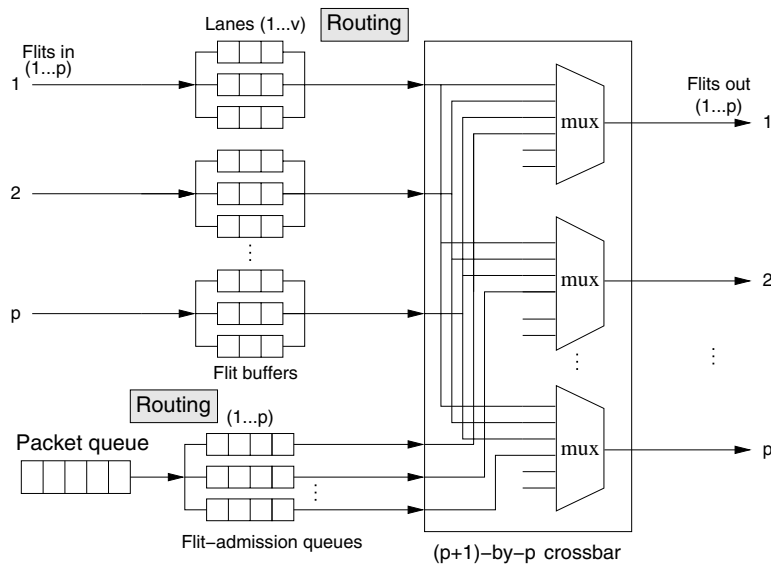 Lanes (1...v)
Routing
Flits in
(1...p)
1
Flits out
(1...p)
mux
1
2
mux
2
p
Flit buffers
Routing
(1...p)
Packet queue
mux
p
Flit-admission queues
(p+1)-by-p crossbar